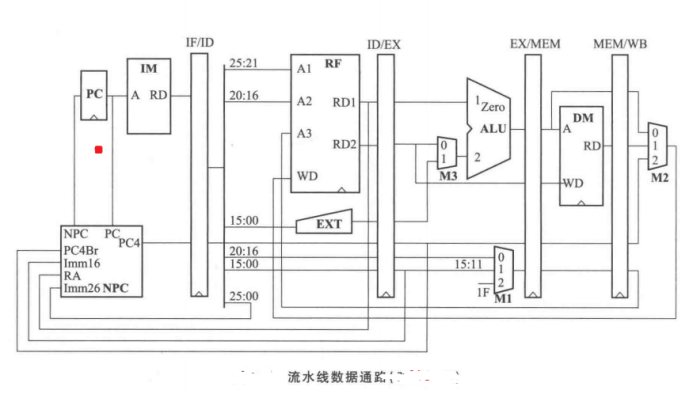 IF/ID ID/EX EX/MEM MEM/WB
25:21 A1 RF
IM
PC A RD 20:16 A2 RD1 1 Zero DM
ALU A 0
A3 RD2 0 RD 1
1 2 2
M3 M2
WD WD
NPC PC 15:00 EXT
PC4Br PC4
Imm16 20:16 0
RA 15:00 15:11 1
Imm26 NPC 2
25:00 1F M1
流水线数据通路(